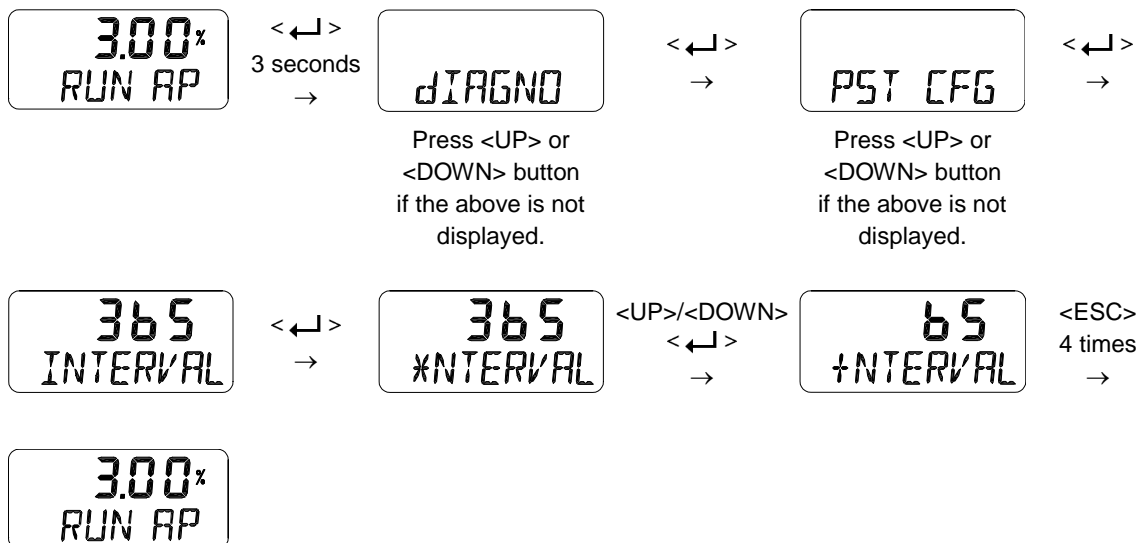 3.00%
RUN AP
< ↵ >
3 seconds
→
dIAGNO
Press <UP> or
<DOWN> button
if the above is not
displayed.
< ↵ >
→
PST CFG
Press <UP> or
<DOWN> button
if the above is not
displayed.
< ↵ >
→
365
INTERVAL
< ↵ >
→
365
*NTERVAL
<UP>/<DOWN>
< ↵ >
→
65
+NTERVAL
<ESC>
4 times
→
3.00%
RUN AP